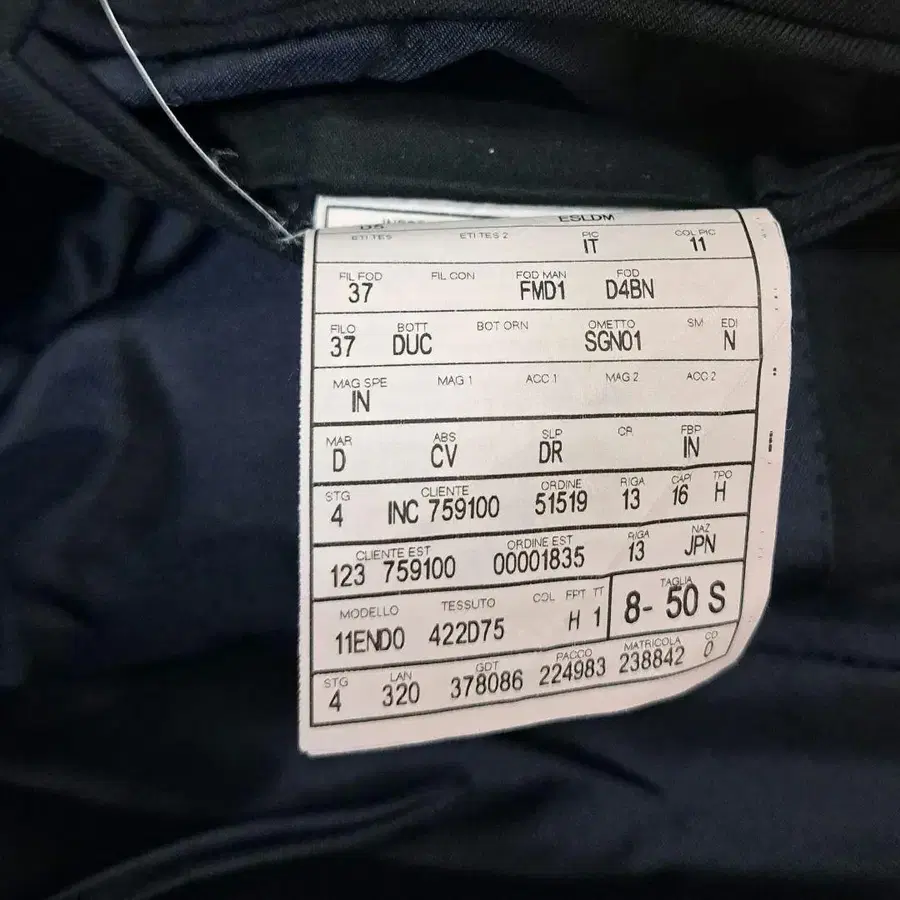 ESLDM
ETI TES ETI TES 2 PIC COL PIC
IT 11
FIL FOD FIL CON FOD MAN FOD
37 FMD1 D4BN
FILO BOTT BOT ORN OMETTO SM EDI
37 DUC SGN01 N
MAG SPE MAG 1 ACC 1 MAG 2 ACC 2
IN
MAR ABS SLP CR FBP
D CV DR IN
STG CLIENTE ORDINE RIGA CAPI TPO
4 INC 759100 51519 13 16 H
CLIENTE EST ORDINE EST RIGA NAZ
123 759100 00001835 13 JPN
MODELLO TESSUTO COL FPT TT TAGLIA
11END0 422D75 H 1 8- 50 S
STG LAN GDT PACCO MATRICOLA CD
4 320 378086 224983 238842 0